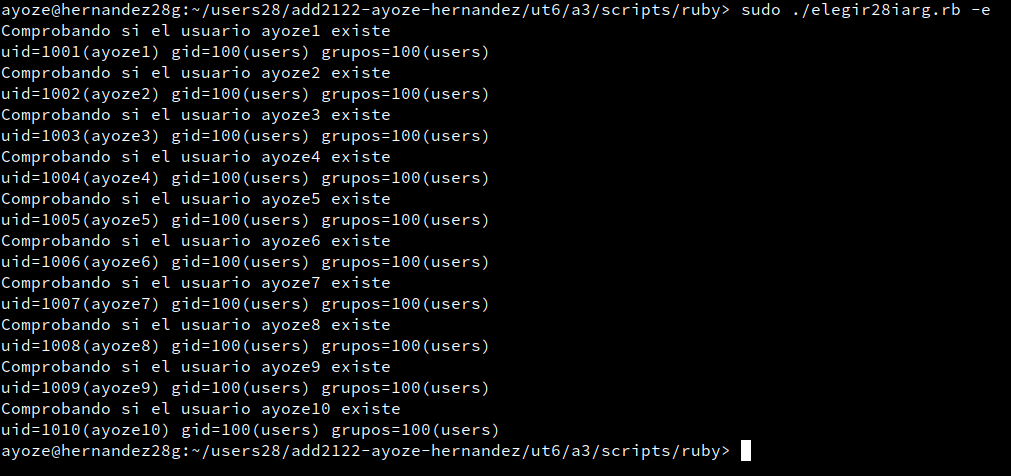 ayoze@hernandez28g:~/users28/add2122-ayoze-hernandez/ut6/a3/scripts/ruby> sudo ./elegir28iarg.rb -e
Comprobando si el usuario ayoze1 existe
uid=1001(ayoze1) gid=100(users) grupos=100(users)
Comprobando si el usuario ayoze2 existe
uid=1002(ayoze2) gid=100(users) grupos=100(users)
Comprobando si el usuario ayoze3 existe
uid=1003(ayoze3) gid=100(users) grupos=100(users)
Comprobando si el usuario ayoze4 existe
uid=1004(ayoze4) gid=100(users) grupos=100(users)
Comprobando si el usuario ayoze5 existe
uid=1005(ayoze5) gid=100(users) grupos=100(users)
Comprobando si el usuario ayoze6 existe
uid=1006(ayoze6) gid=100(users) grupos=100(users)
Comprobando si el usuario ayoze7 existe
uid=1007(ayoze7) gid=100(users) grupos=100(users)
Comprobando si el usuario ayoze8 existe
uid=1008(ayoze8) gid=100(users) grupos=100(users)
Comprobando si el usuario ayoze9 existe
uid=1009(ayoze9) gid=100(users) grupos=100(users)
Comprobando si el usuario ayoze10 existe
uid=1010(ayoze10) gid=100(users) grupos=100(users)
ayoze@hernandez28g:~/users28/add2122-ayoze-hernandez/ut6/a3/scripts/ruby>